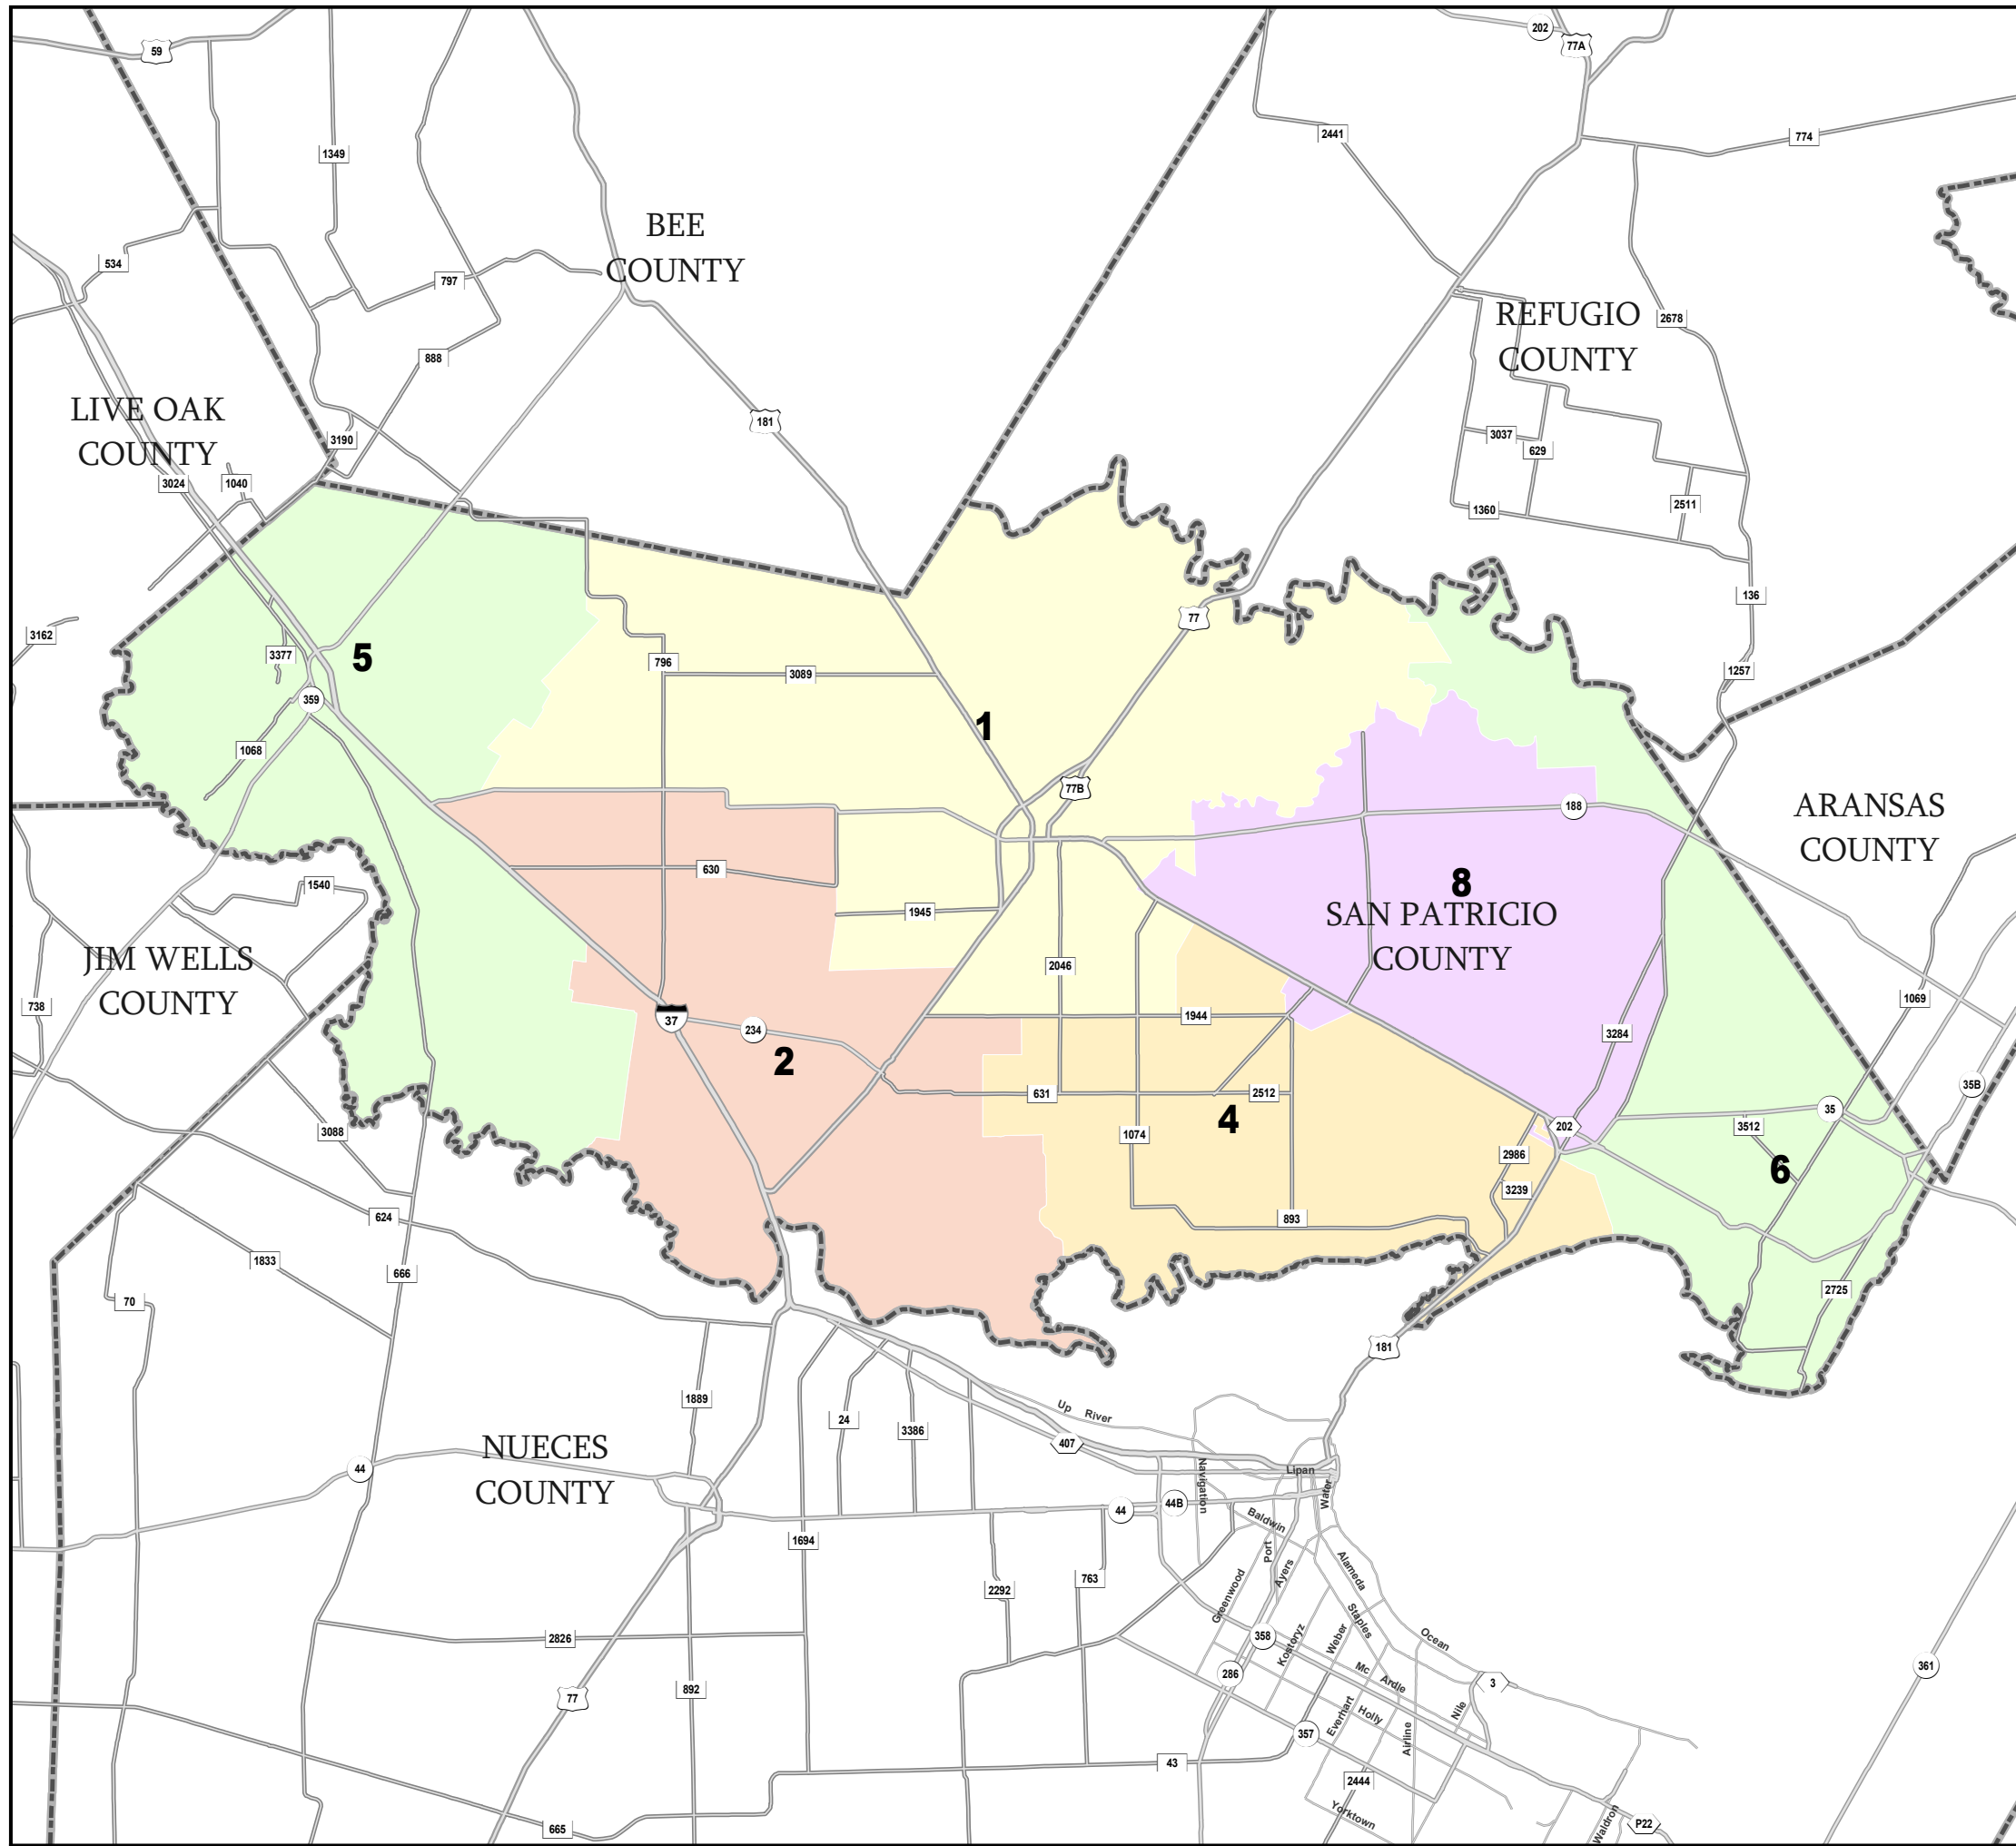 202
59
77A
2441
774
1349
BEE
COUNTY
534
797
REFUGIO
COUNTY
2678
888
LIVE OAK
COUNTY
181
3190
3037
629
3024
1040
2511
1360
136
77
3162
3377
5
796
3089
1257
359
1
1068
77B
188
ARANSAS
COUNTY
630
1540
8
1945
SAN PATRICIO
COUNTY
JIM WELLS
COUNTY
2046
738
1069
37
1944
234
3284
2
35B
631
2512
35
4
202
3512
3088
1074
2986
6
3239
624
893
1833
666
2725
70
181
1889
Up River
24
3386
407
NUECES
COUNTY
44
Lipan
Navigation
Water
44B
44
Baldwin
1694
Port
Ayers
Alameda
763
2292
Greenwood
Staples
358
Kostoryz
Weber
Ocean
2826
361
286
Mc Ardle
3
892
77
Everhart
Holly
Nile
357
Airline
43
2444
Yorktown
Waldron
P22
665